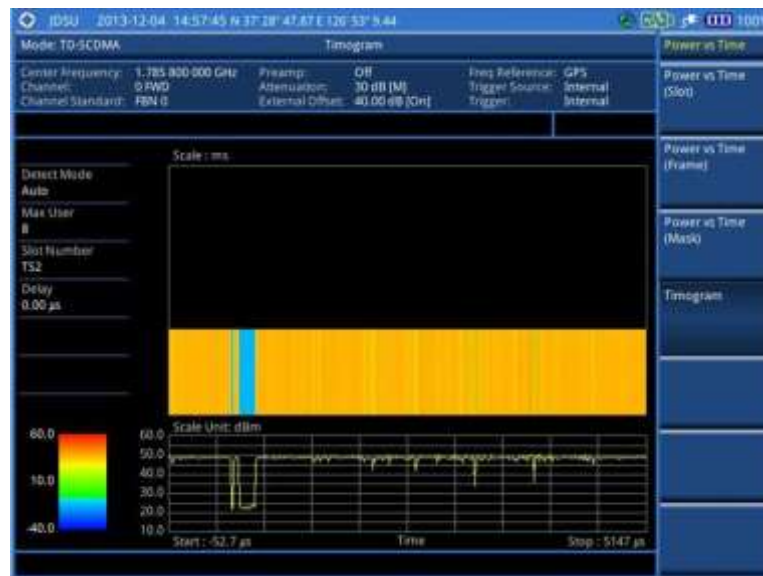 JDSU 2013-12-04 14:57:45 N 37° 28' 47.67 E 126° 53' 9.44 100%
Mode: TD-SCDMA Timogram
Power vs Time
Center Frequency: 1.785 800 000 GHz Preamp: Off Freq Reference: GPS
Channel: 0 FWD Attenuation: 30 dB [M] Trigger Source: Internal
Channel Standard: FBN 0 External Offset: 40.00 dB [On] Trigger: Internal
Power vs Time
(Slot)
Power vs Time
(Frame)
Power vs Time
(Mask)
Timogram
Scale : ms
Detect Mode
Auto
Max User
8
Slot Number
TS2
Delay
0.00 µs
60.0
10.0
-40.0
Scale Unit: dBm
60.0
50.0
40.0
30.0
20.0
10.0
Start : -52.7 µs Time Stop : 5147 µs